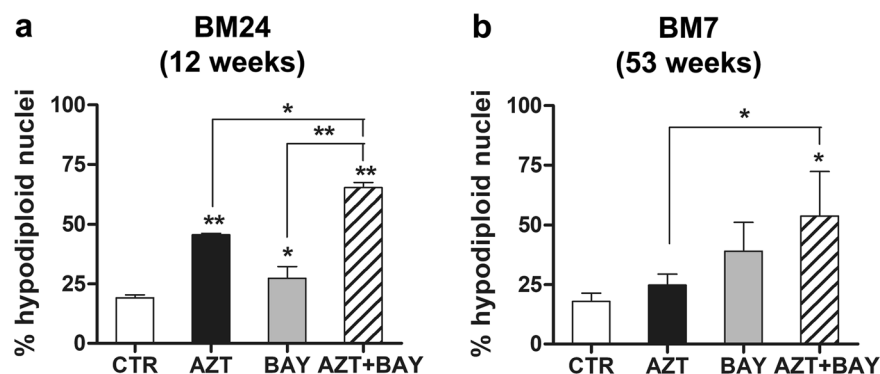 a
BM24
(12 weeks)
% hypodiploid nuclei
100
75
50
25
0
*
**
**
**
*
CTR AZT BAY AZT+BAY
b
BM7
(53 weeks)
% hypodiploid nuclei
100
75
50
25
0
*
*
CTR AZT BAY AZT+BAY